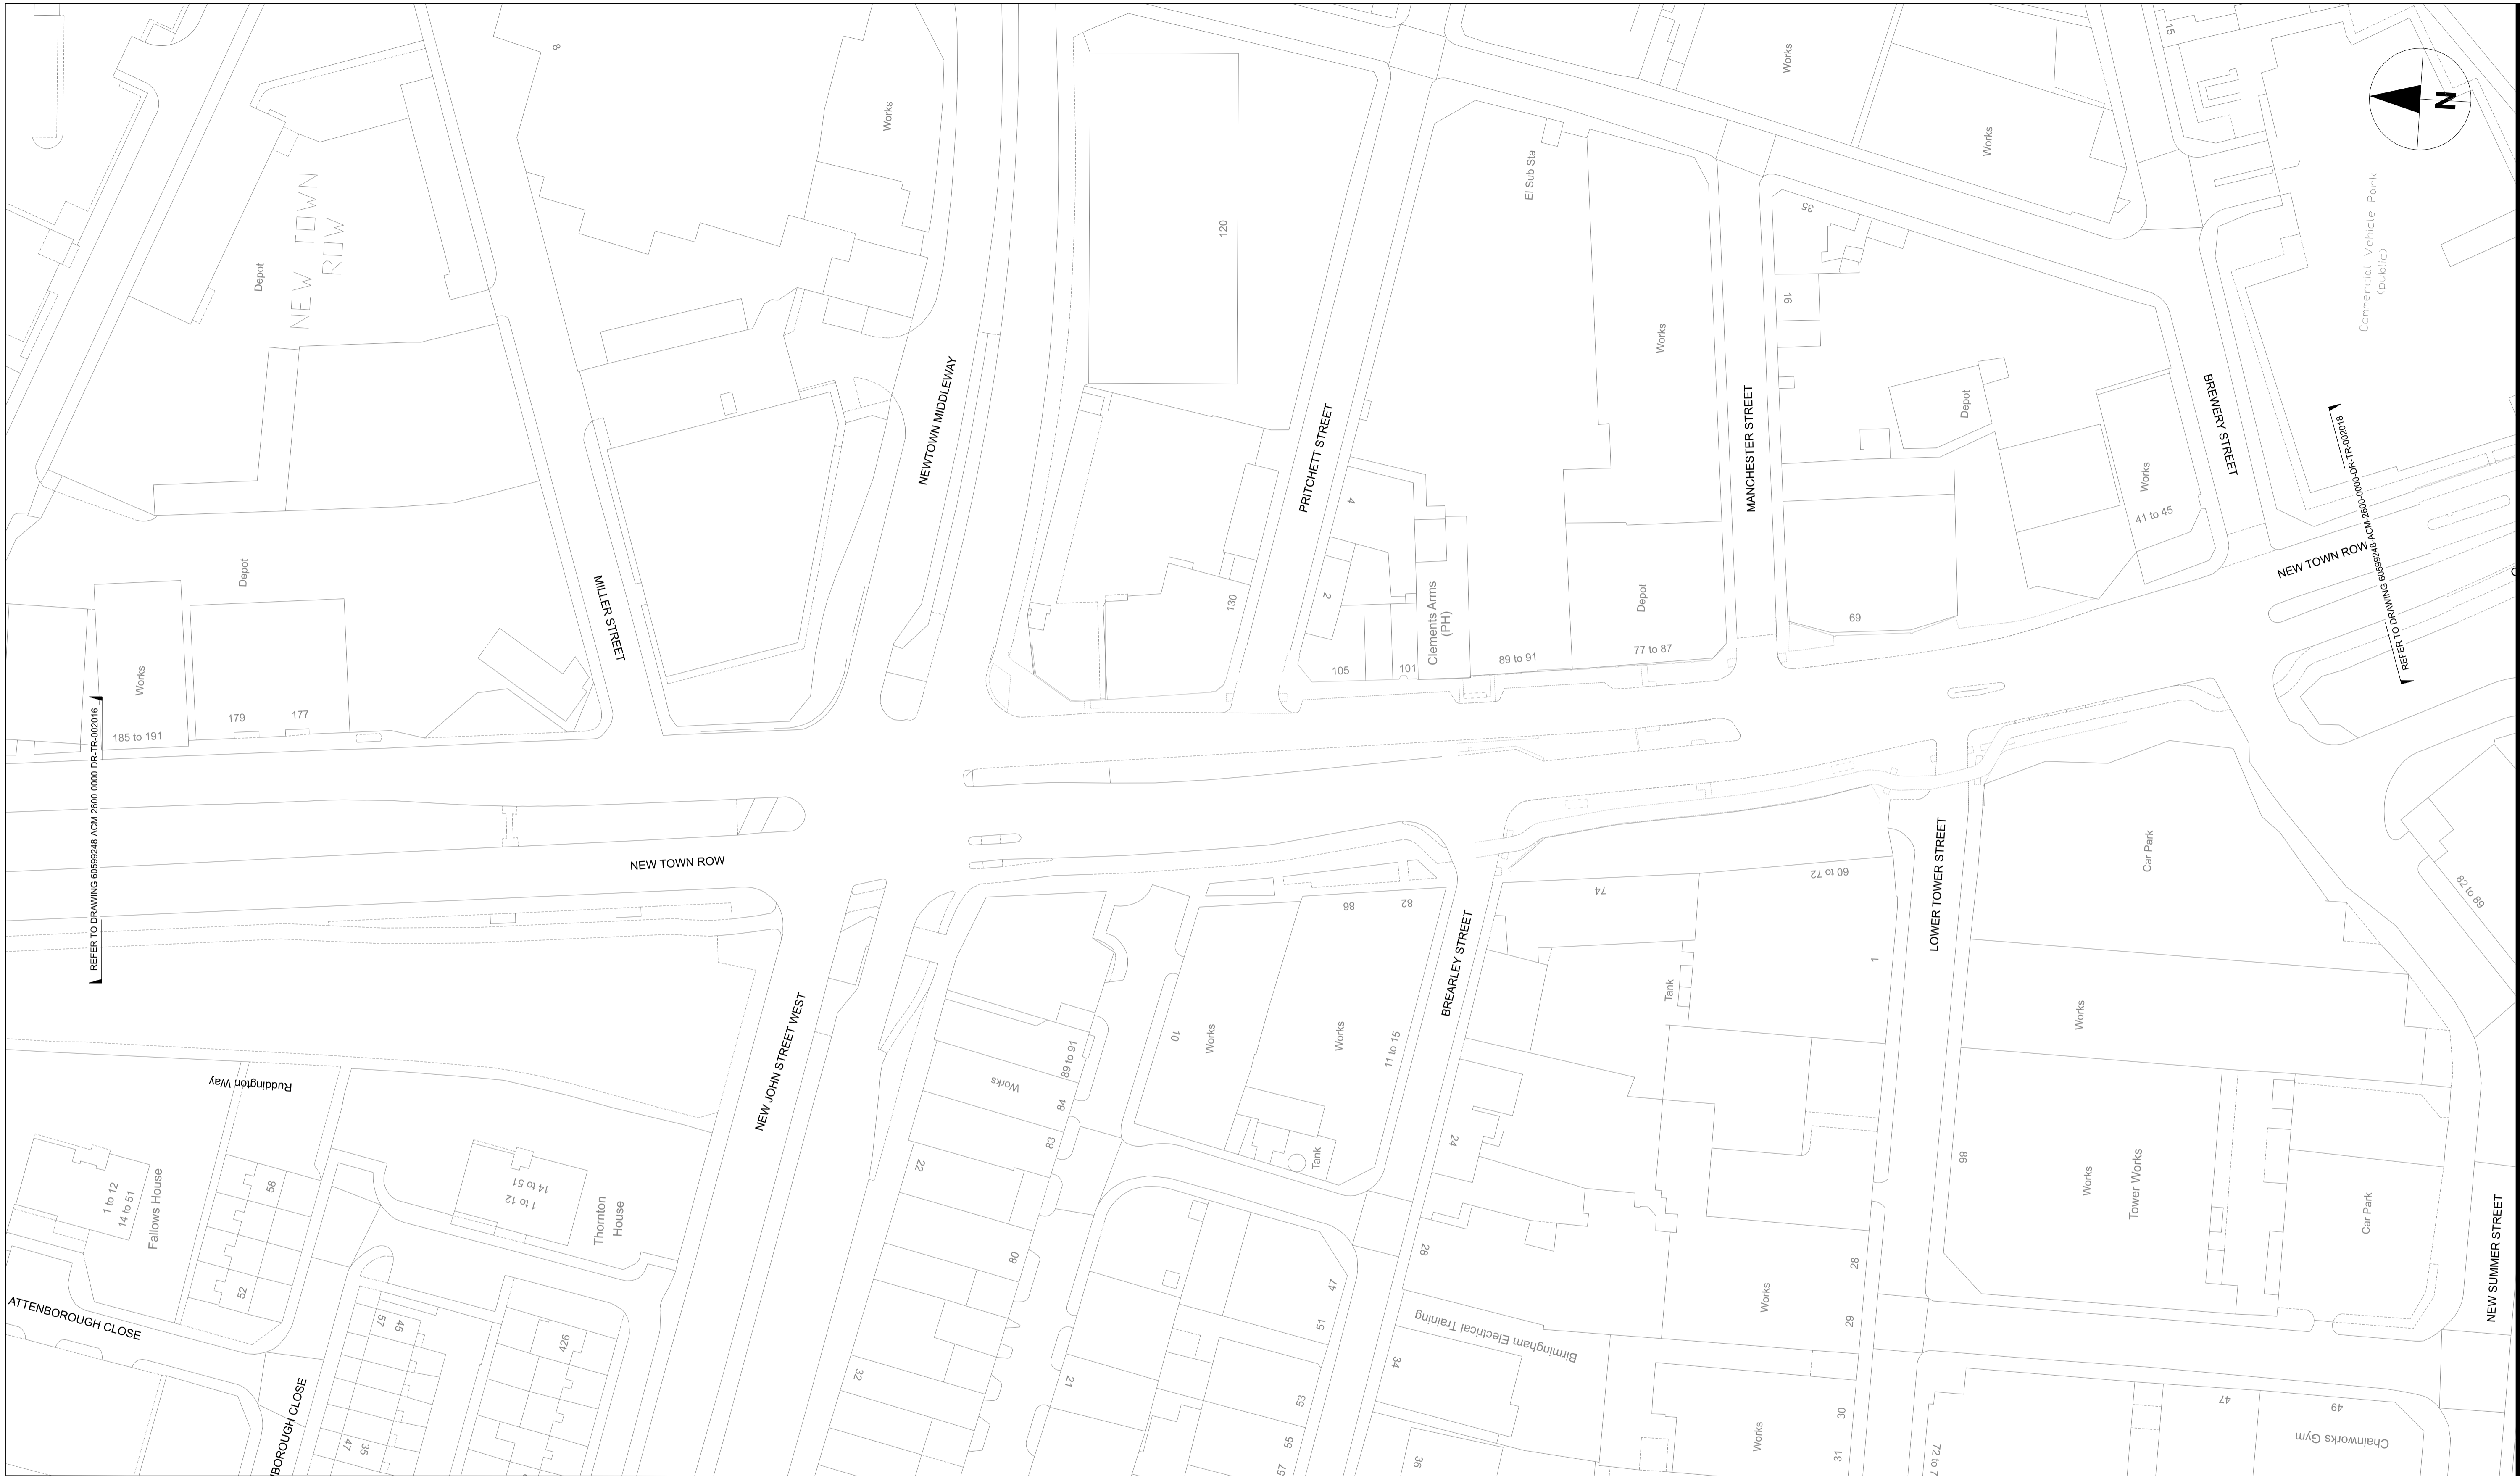 8
Works
Works
15
N
Works
NEW TOWN
ROW
Depot
120
El Sub Sta
35
16
Works
Commercial Vehicle Park
(public)
NEWTOWN MIDDLEWAY
PRITCHETT STREET
MANCHESTER STREET
Depot
BREWERY STREET
REFER TO DRAWING 60599248-ACM-2600-0000-DR-TR-002018
4
Works
41 to 45
NEW TOWN ROW
Depot
MILLER STREET
130
2
Clements Arms
(PH)
Depot
69
Works
105
101
89 to 91
77 to 87
179
177
185 to 191
REFER TO DRAWING 60599248-ACM-2600-0000-DR-TR-002016
NEW TOWN ROW
86
82
74
60 to 72
LOWER TOWER STREET
Car Park
82 to 89
BREARLEY STREET
1
Tank
NEW JOHN STREET WEST
10
Works
Works
11 to 15
Works
89 to 91
Works
84
83
Ruddington Way
22
Tank
24
86
Works
Tower Works
Car Park
NEW SUMMER STREET
1 to 12
14 to 51
Fallows House
58
52
1 to 12
14 to 51
Thornton
House
80
47
28
28
Works
29
51
Birmingham Electrical Training
ATTENBOROUGH CLOSE
57
45
426
32
21
53
34
BOROUGH CLOSE
47
35
55
57
36
Works
30
31
72 to 7
47
49
Chainworks Gym